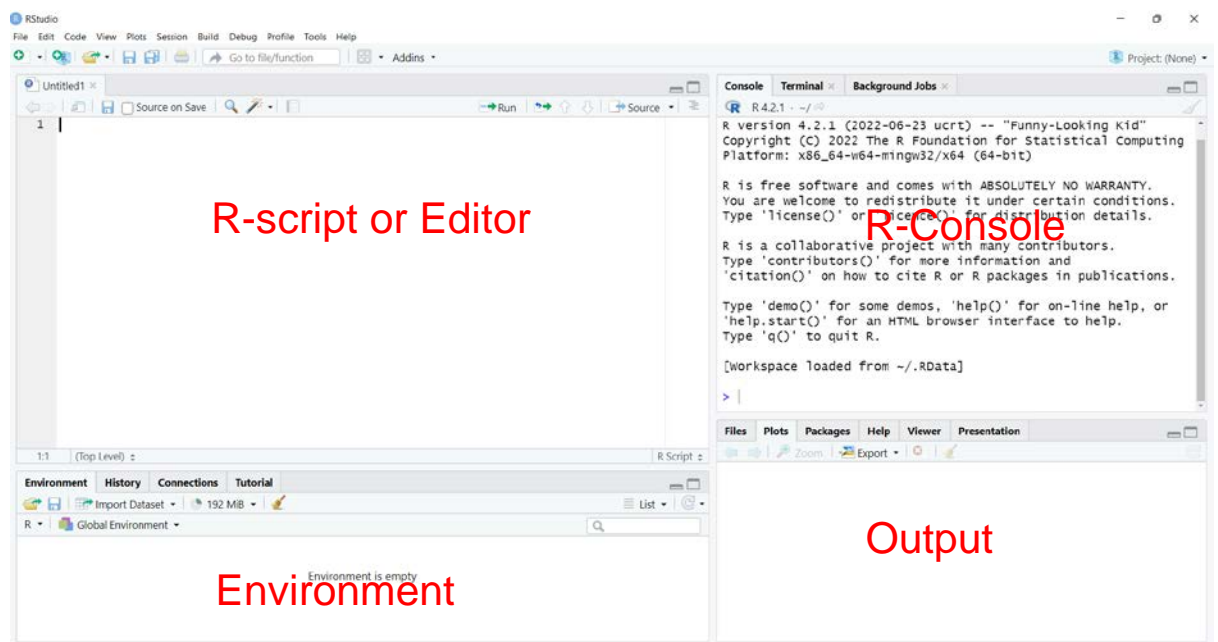 RStudio
File Edit Code View Plots Session Build Debug Profile Tools Help
Go to file/function Addins Project: (None)
Untitled1
Source on Save Run Source
1
R-script or Editor
1:1 (Top Level) R Script
Console Terminal Background Jobs
R 4.2.1 · ~/
R version 4.2.1 (2022-06-23 ucrt) -- "Funny-Looking Kid"
Copyright (C) 2022 The R Foundation for Statistical Computing
Platform: x86_64-w64-mingw32/x64 (64-bit)
R is free software and comes with ABSOLUTELY NO WARRANTY.
You are welcome to redistribute it under certain conditions.
Type 'license()' or 'licence()' for distribution details.
R-Console
R is a collaborative project with many contributors.
Type 'contributors()' for more information and
'citation()' on how to cite R or R packages in publications.
Type 'demo()' for some demos, 'help()' for on-line help, or
'help.start()' for an HTML browser interface to help.
Type 'q()' to quit R.
[Workspace loaded from ~/.RData]
>
Environment History Connections Tutorial
Import Dataset 192 MiB List
R Global Environment
Environment is empty
Environment
Files Plots Packages Help Viewer Presentation
Zoom Export
Output